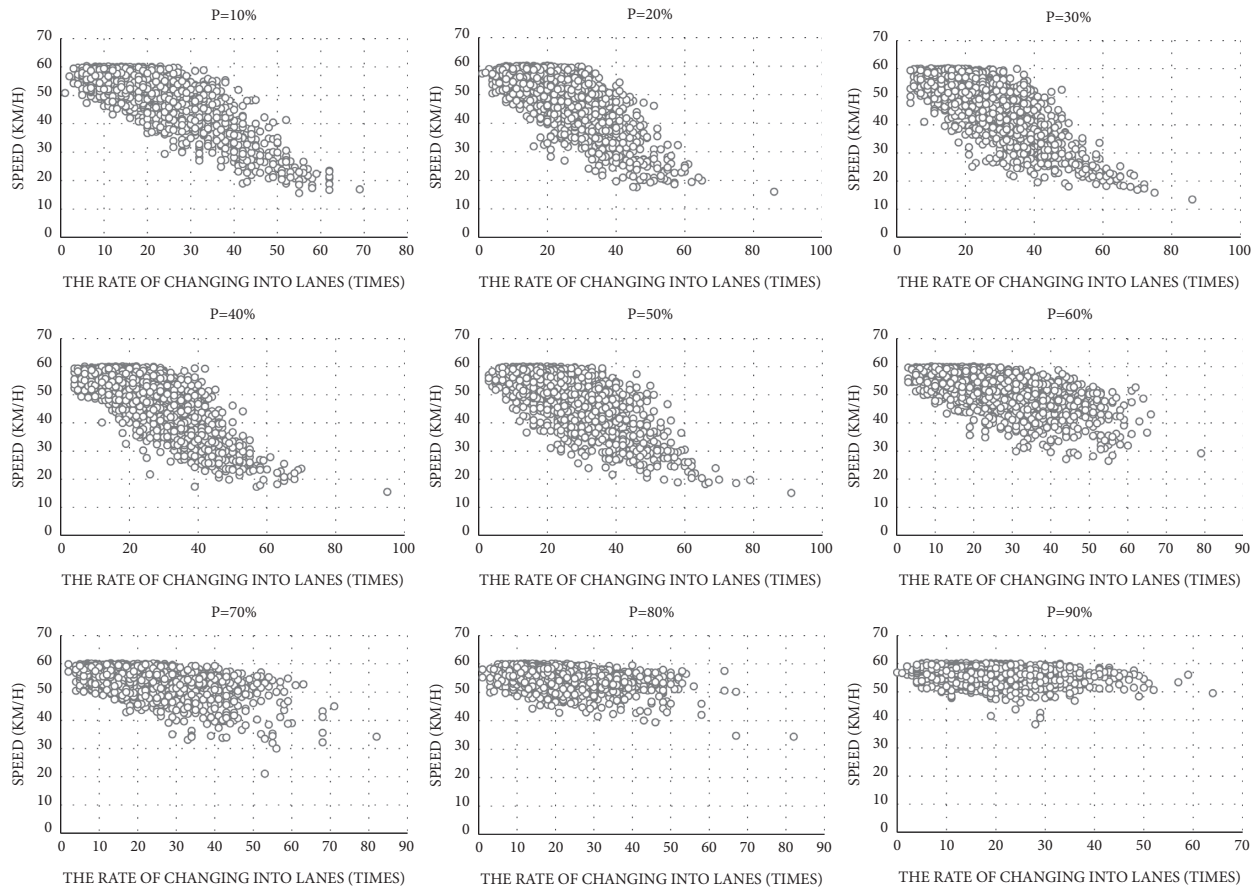 P=10%
70
60
50
40
30
20
10
0
SPEED (KM/H)
0 10 20 30 40 50 60 70 80
THE RATE OF CHANGING INTO LANES (TIMES)
P=20%
70
60
50
40
30
20
10
0
SPEED (KM/H)
0 20 40 60 80 100
THE RATE OF CHANGING INTO LANES (TIMES)
P=30%
70
60
50
40
30
20
10
0
SPEED (KM/H)
0 20 40 60 80 100
THE RATE OF CHANGING INTO LANES (TIMES)
P=40%
70
60
50
40
30
20
10
0
SPEED (KM/H)
0 20 40 60 80 100
THE RATE OF CHANGING INTO LANES (TIMES)
P=50%
70
60
50
40
30
20
10
0
SPEED (KM/H)
0 20 40 60 80 100
THE RATE OF CHANGING INTO LANES (TIMES)
P=60%
70
60
50
40
30
20
10
0
SPEED (KM/H)
0 10 20 30 40 50 60 70 80 90
THE RATE OF CHANGING INTO LANES (TIMES)
P=70%
70
60
50
40
30
20
10
0
SPEED (KM/H)
0 10 20 30 40 50 60 70 80 90
THE RATE OF CHANGING INTO LANES (TIMES)
P=80%
70
60
50
40
30
20
10
0
SPEED (KM/H)
0 10 20 30 40 50 60 70 80 90
THE RATE OF CHANGING INTO LANES (TIMES)
P=90%
70
60
50
40
30
20
10
0
SPEED (KM/H)
0 10 20 30 40 50 60 70
THE RATE OF CHANGING INTO LANES (TIMES)